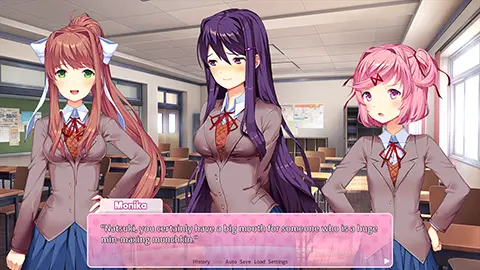 Monika
“Natsuki, you certainly have a big mouth for someone who is a huge
min-maxing munchkin.”
History Skip Auto Save Load Settings